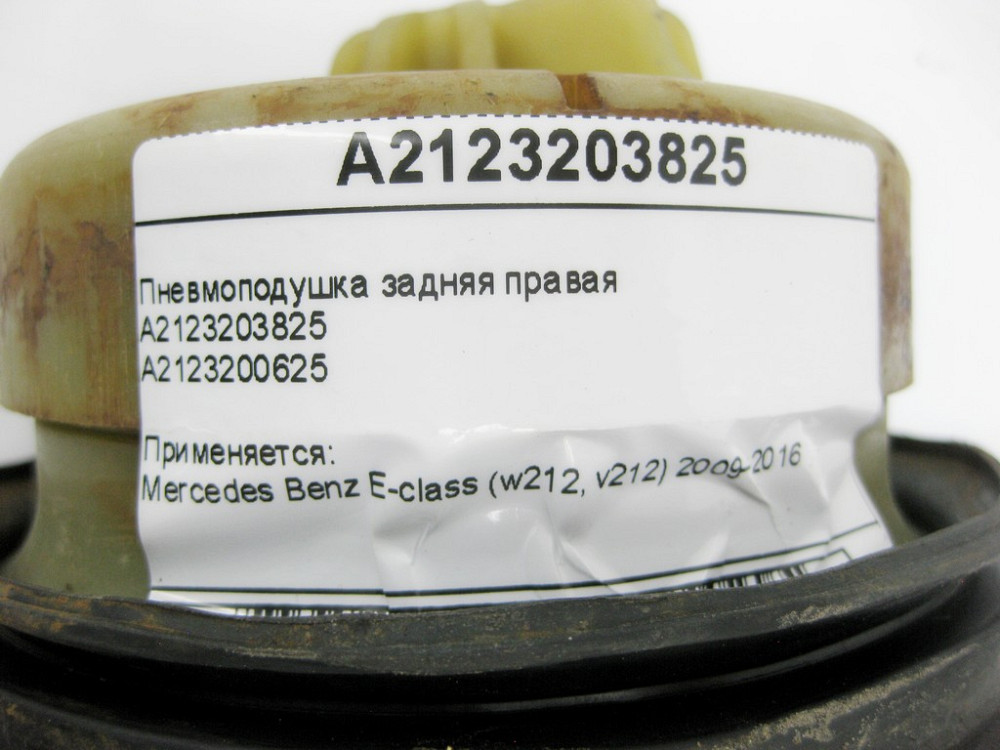 A2123203825
Пневмоподушка задняя правая
A2123203825
A2123200625
Применяется:
Mercedes Benz E-class (w212, v212) 2009-2016